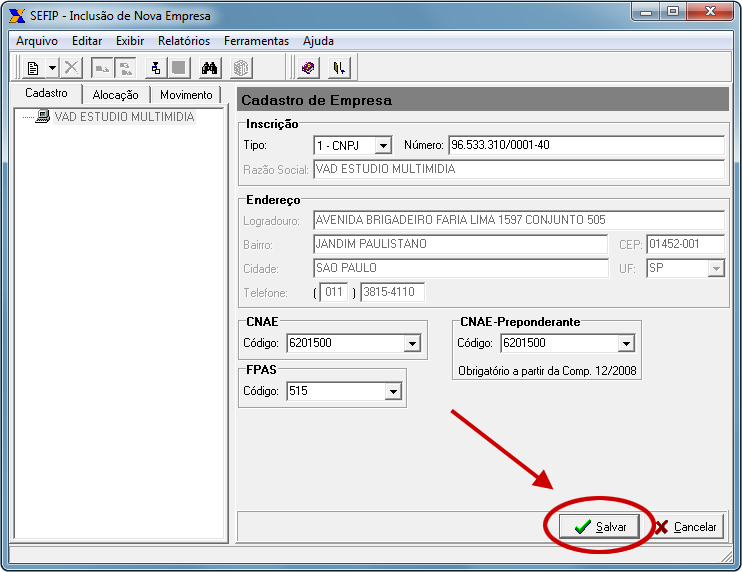 SEFIP - Inclusão de Nova Empresa
Arquivo Editar Exibir Relatórios Ferramentas Ajuda
Cadastro Alocação Movimento
VAD ESTUDIO MULTIMIDIA
Cadastro de Empresa
Inscrição
Tipo: 1 - CNPJ Número: 96.533.310/0001-40
Razão Social: VAD ESTUDIO MULTIMIDIA
Endereço
Logradouro: AVENIDA BRIGADEIRO FARIA LIMA 1597 CONJUNTO 505
Bairro: JANDIM PAULISTANO CEP: 01452-001
Cidade: SAO PAULO UF: SP
Telefone: ( 011 ) 3815-4110
CNAE
Código: 6201500
CNAE-Preponderante
Código: 6201500
Obrigatório a partir da Comp. 12/2008
FPAS
Código: 515
Salvar Cancelar